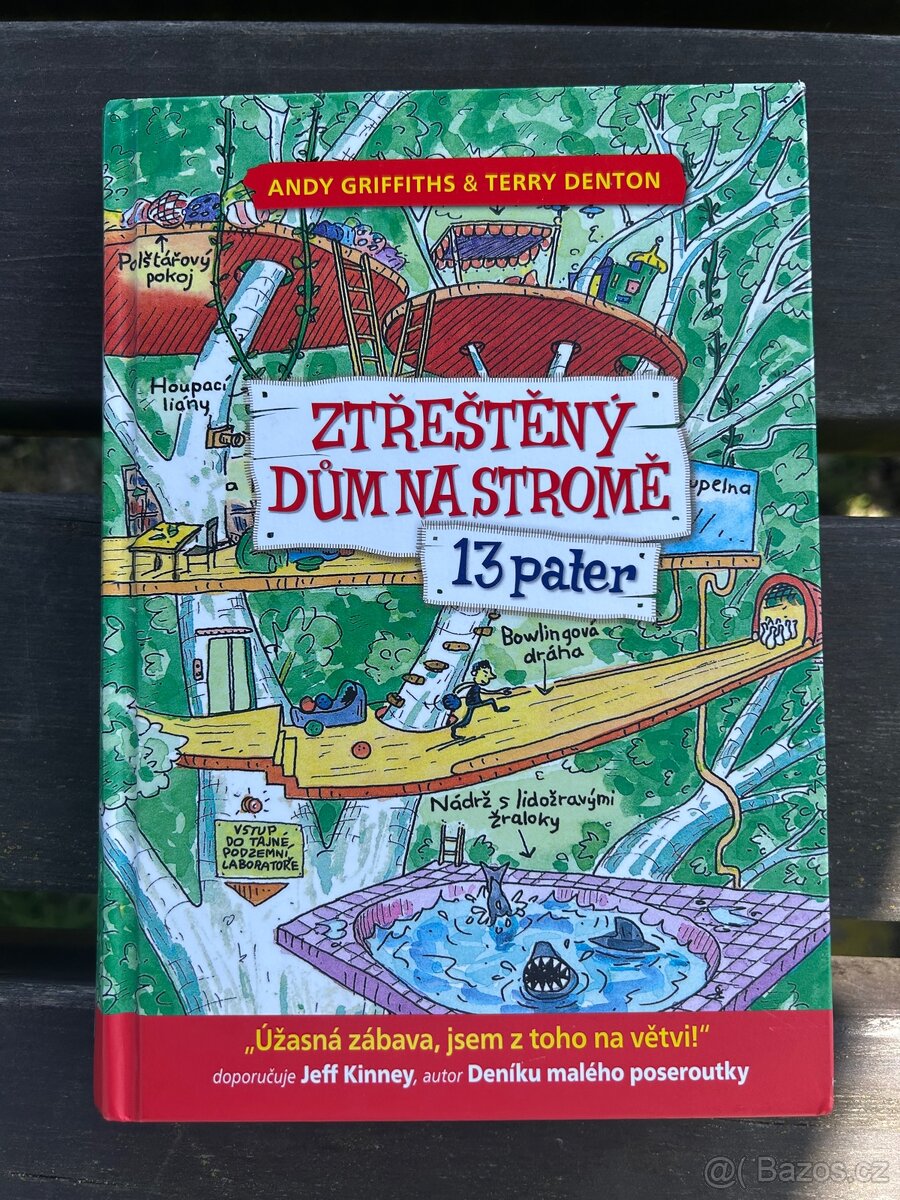 ANDY GRIFFITHS & TERRY DENTON
Polštářový
pokoj
Houpací
liány
ZTŘEŠTĚNÝ
DŮM NA STROMĚ
13 pater
a
upelna
Bowlingová
dráha
Nádrž s lidožravými
žraloky
VSTUP
DO TAJNÉ
PODZEMNÍ
LABORATOŘE
„Úžasná zábava, jsem z toho na větvi!“
doporučuje Jeff Kinney, autor Deníku malého poseroutky
@( Bazos.cz